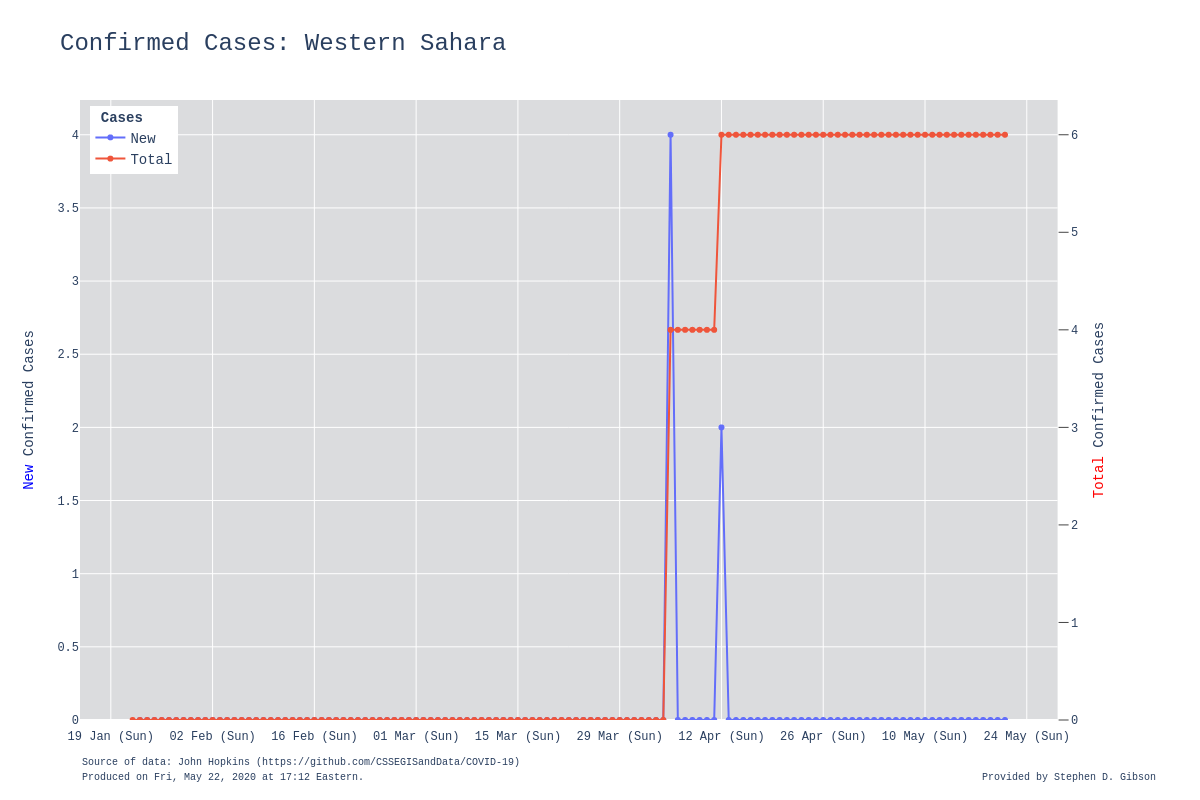 Confirmed Cases: Western Sahara
Cases
New
Total
4
3.5
3
2.5
2
1.5
1
0.5
0
New Confirmed Cases
6
5
4
3
2
1
0
Total Confirmed Cases
19 Jan (Sun) 02 Feb (Sun) 16 Feb (Sun) 01 Mar (Sun) 15 Mar (Sun) 29 Mar (Sun) 12 Apr (Sun) 26 Apr (Sun) 10 May (Sun) 24 May (Sun)
Source of data: John Hopkins (https://github.com/CSSEGISandData/COVID-19)
Produced on Fri, May 22, 2020 at 17:12 Eastern.
Provided by Stephen D. Gibson